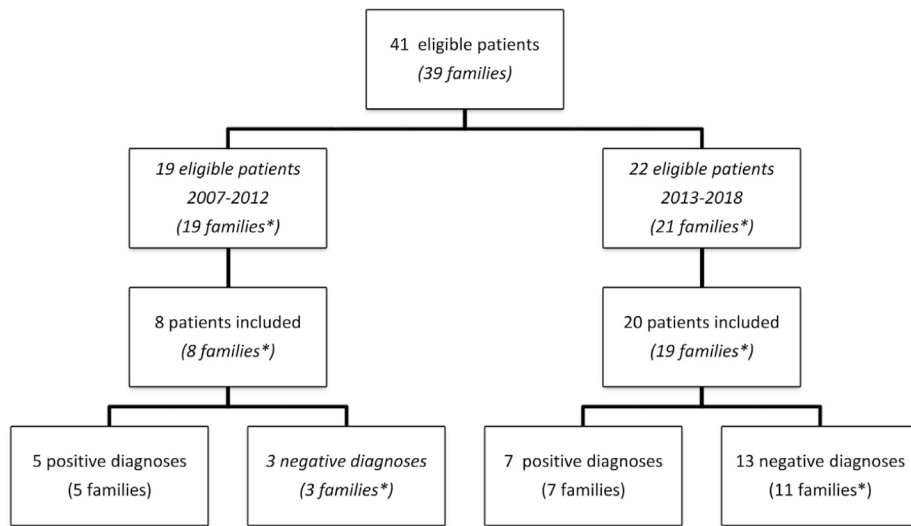 41 eligible patients
(39 families)
19 eligible patients
2007-2012
(19 families*)
22 eligible patients
2013-2018
(21 families*)
8 patients included
(8 families*)
20 patients included
(19 families*)
5 positive diagnoses
(5 families)
3 negative diagnoses
(3 families*)
7 positive diagnoses
(7 families)
13 negative diagnoses
(11 families*)